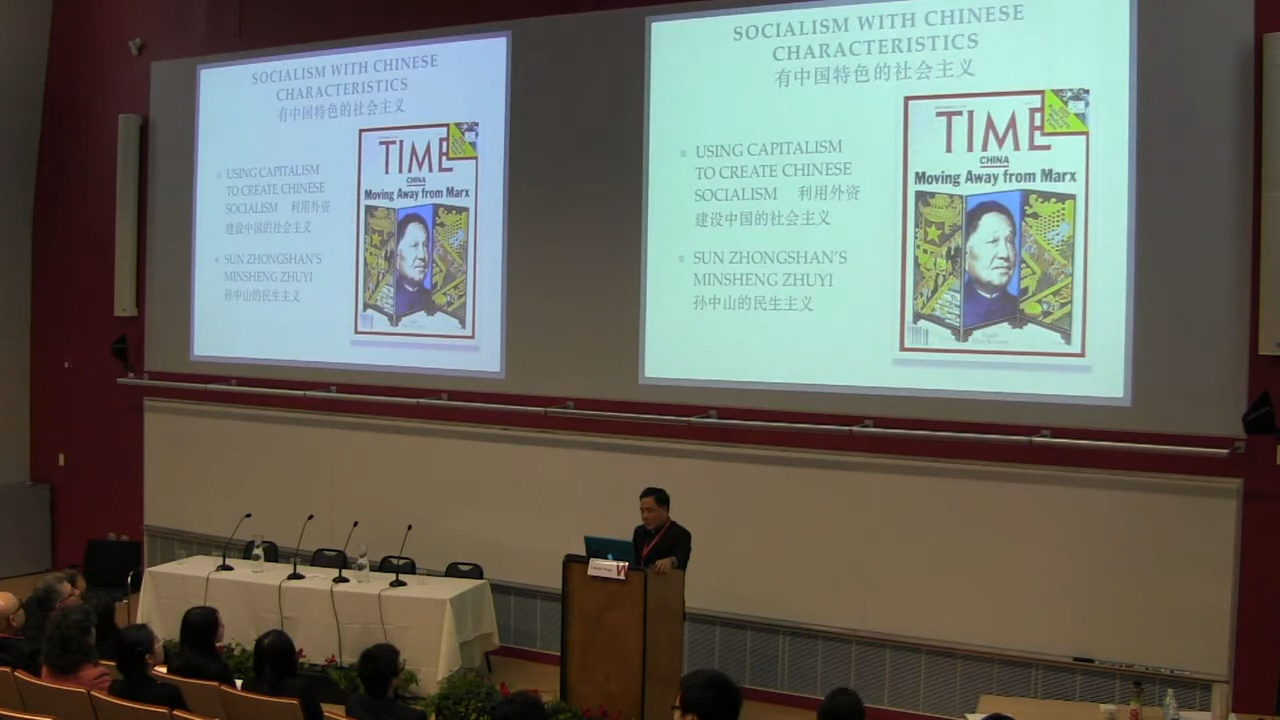 SOCIALISM WITH CHINESE
CHARACTERISTICS
有中国特色的社会主义
USING CAPITALISM
TO CREATE CHINESE
SOCIALISM 利用外资
建设中国的社会主义
SUN ZHONGSHAN'S
MINSHENG ZHUYI
孙中山的民生主义
TIME
CHINA
Moving Away from Marx
SOCIALISM WITH CHINESE
CHARACTERISTICS
有中国特色的社会主义
USING CAPITALISM
TO CREATE CHINESE
SOCIALISM 利用外资
建设中国的社会主义
SUN ZHONGSHAN'S
MINSHENG ZHUYI
孙中山的民生主义
TIME
CHINA
Moving Away from Marx
W